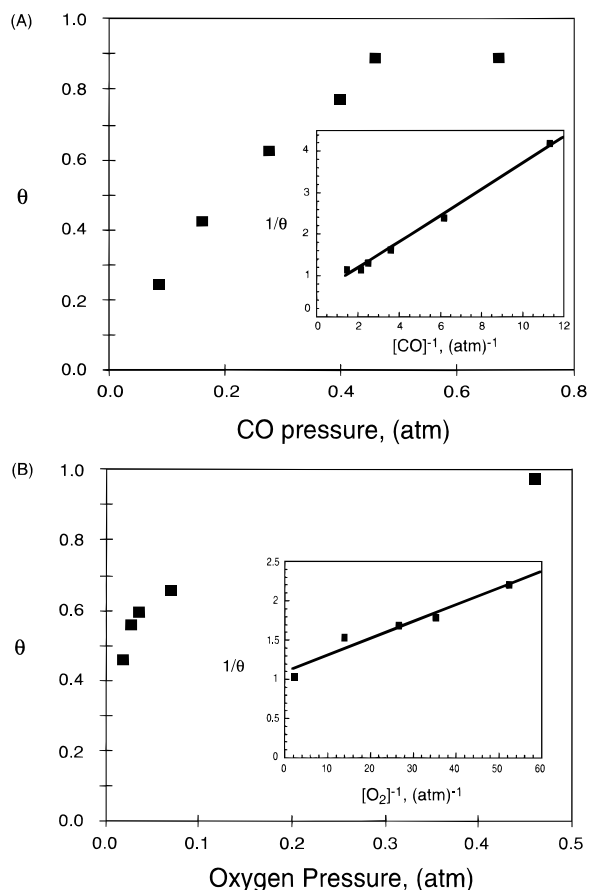 (A)
1.0
0.8
0.6
θ
0.4
0.2
0.0
0.0 0.2 0.4 0.6 0.8
CO pressure, (atm)
4
3
1/θ
2
1
0
0 2 4 6 8 10 12
[CO]-1, (atm)-1
(B)
1.0
0.8
0.6
θ
0.4
0.2
0.0
0.0 0.1 0.2 0.3 0.4 0.5
Oxygen Pressure, (atm)
2.5
2
1.5
1/θ
1
0.5
0
0 10 20 30 40 50 60
[O2]-1, (atm)-1